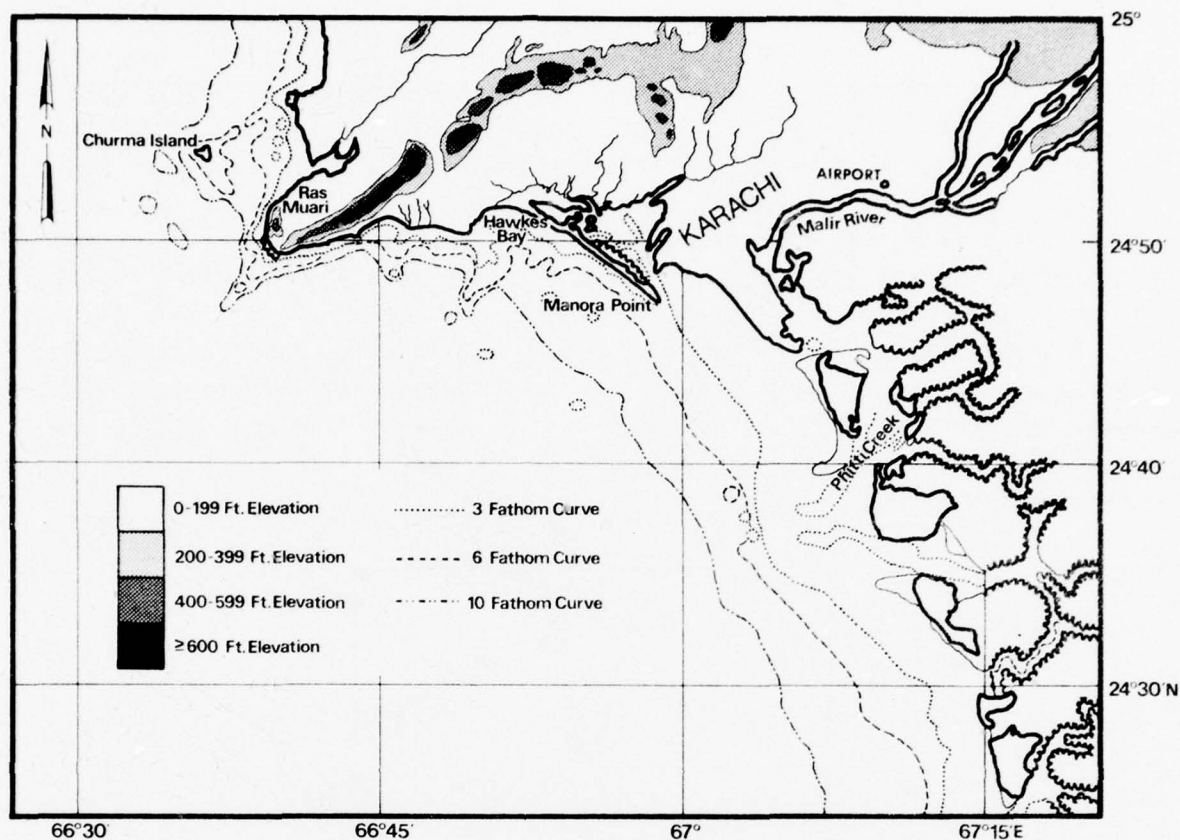 25°
N
Churma Island
Ras
Muari
Hawkes
Bay
KARACHI
AIRPORT
Malir River
24°50'
Manora Point
Phitti Creek
24°40'
0-199 Ft. Elevation
200-399 Ft. Elevation
400-599 Ft. Elevation
≥600 Ft. Elevation
3 Fathom Curve
6 Fathom Curve
10 Fathom Curve
24°30'N
66°30'
66°45'
67°
67°15'E